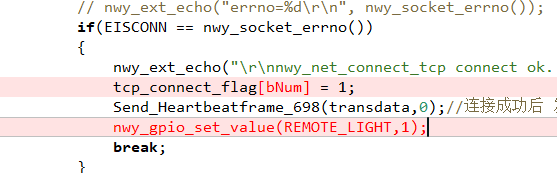 // nwy_ext_echo("errno=%d\r\n", nwy_socket_errno());
if(EISCONN == nwy_socket_errno())
{
nwy_ext_echo("\r\nnwy_net_connect_tcp connect ok.
tcp_connect_flag[bNum] = 1;
Send_Heartbeatframe_698(transdata,0);//连接成功后
nwy_gpio_set_value(REMOTE_LIGHT,1);
break;
}